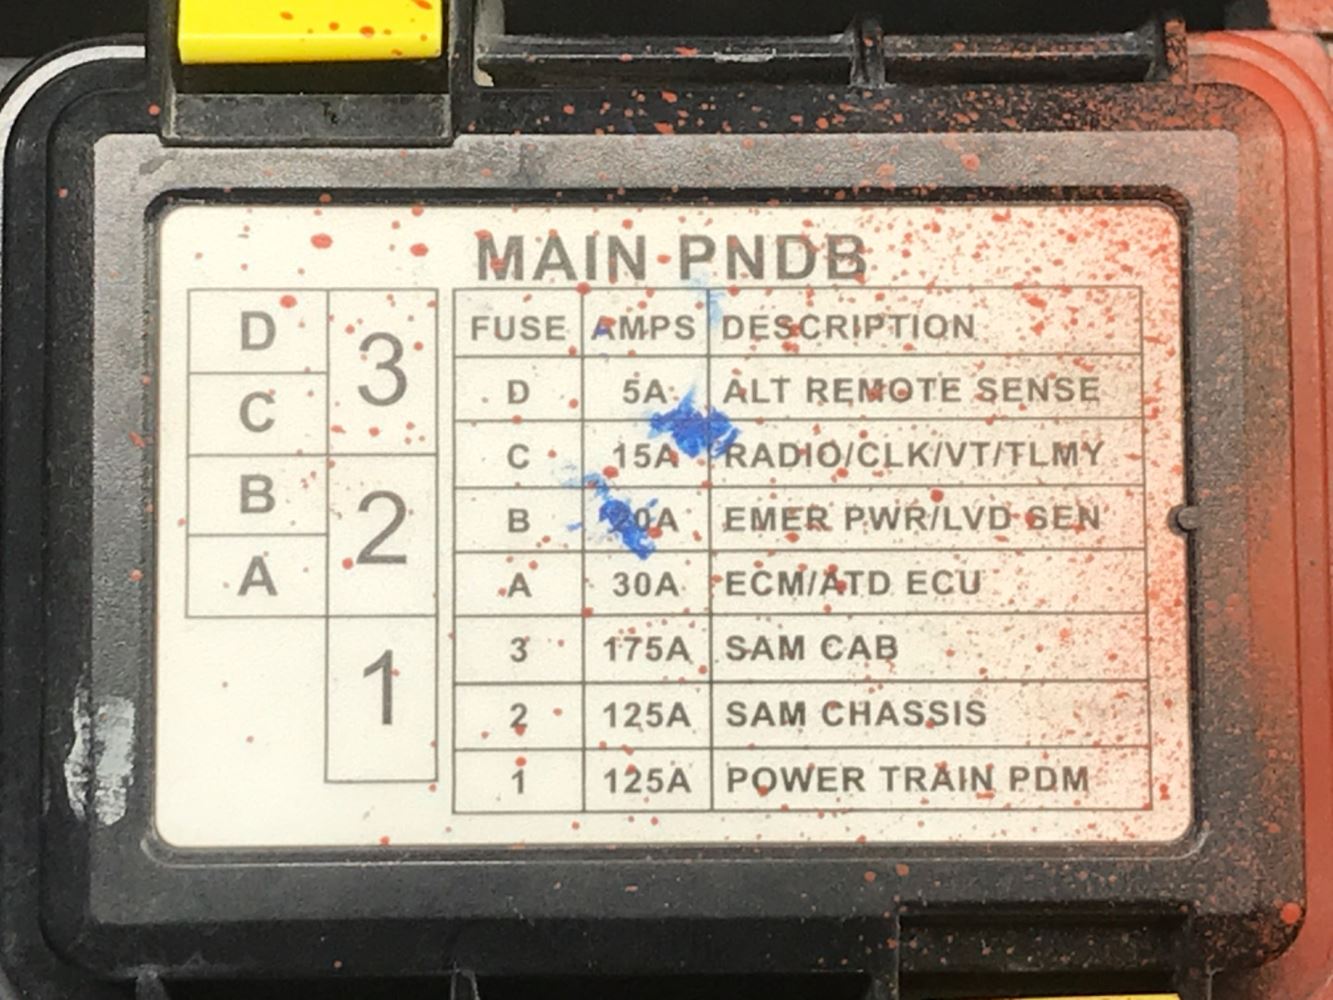 MAIN PNDB
D
3
C
B
2
A
1
FUSE AMPS DESCRIPTION
D 5A ALT REMOTE SENSE
C 15A RADIO/CLK/VT/TLMY
B 20A EMER PWR/LVD SEN
A 30A ECM/ATD ECU
3 175A SAM CAB
2 125A SAM CHASSIS
1 125A POWER TRAIN PDM